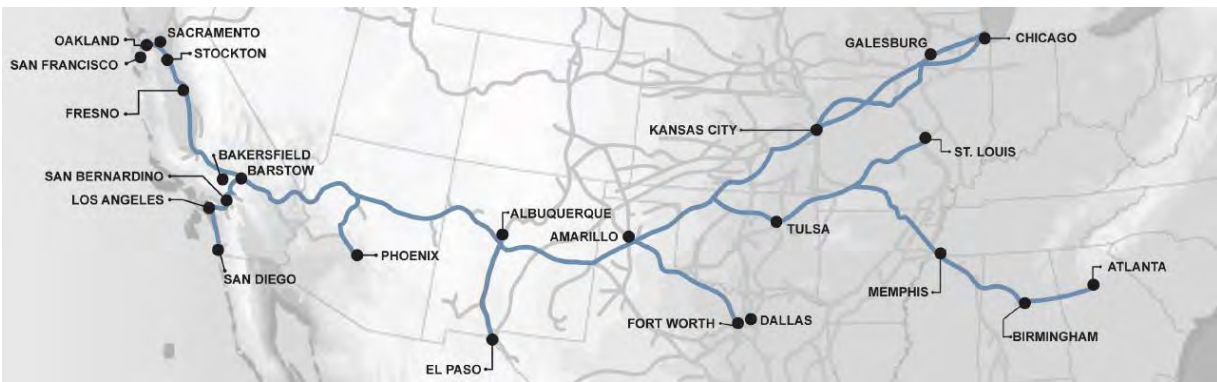 SACRAMENTO
OAKLAND
STOCKTON
SAN FRANCISCO
FRESNO
BAKERSFIELD
BARSTOW
SAN BERNARDINO
LOS ANGELES
SAN DIEGO
PHOENIX
ALBUQUERQUE
EL PASO
AMARILLO
FORT WORTH
DALLAS
KANSAS CITY
GALESBURG
CHICAGO
ST. LOUIS
TULSA
MEMPHIS
BIRMINGHAM
ATLANTA